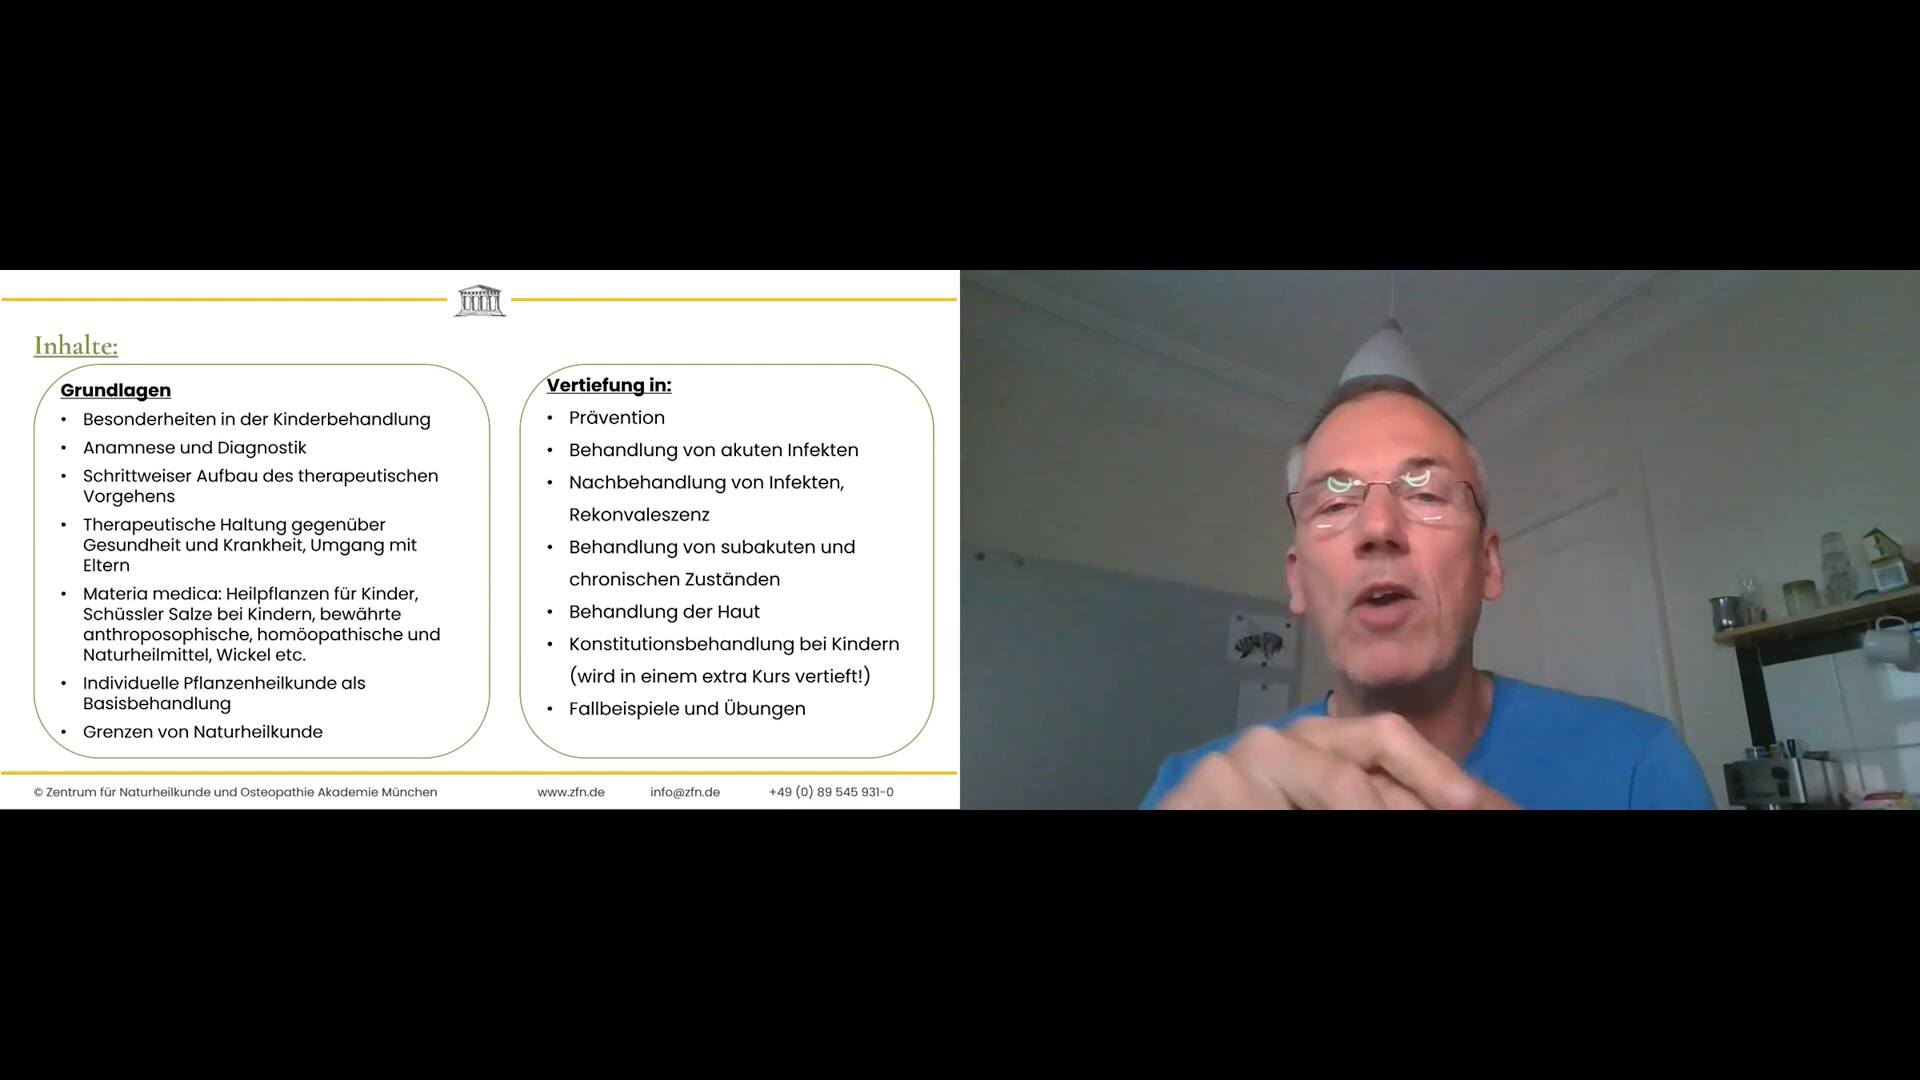 Inhalte:
Grundlagen
• Besonderheiten in der Kinderbehandlung
• Anamnese und Diagnostik
• Schrittweiser Aufbau des therapeutischen
Vorgehens
• Therapeutische Haltung gegenüber
Gesundheit und Krankheit, Umgang mit
Eltern
• Materia medica: Heilpflanzen für Kinder,
Schüssler Salze bei Kindern, bewährte
anthroposophische, homöopathische und
Naturheilmittel, Wickel etc.
• Individuelle Pflanzenheilkunde als
Basisbehandlung
• Grenzen von Naturheilkunde
Vertiefung in:
• Prävention
• Behandlung von akuten Infekten
• Nachbehandlung von Infekten,
Rekonvaleszenz
• Behandlung von subakuten und
chronischen Zuständen
• Behandlung der Haut
• Konstitutionsbehandlung bei Kindern
(wird in einem extra Kurs vertieft!)
• Fallbeispiele und Übungen
© Zentrum für Naturheilkunde und Osteopathie Akademie München www.zfn.de info@zfn.de +49 (0) 89 545 931-0